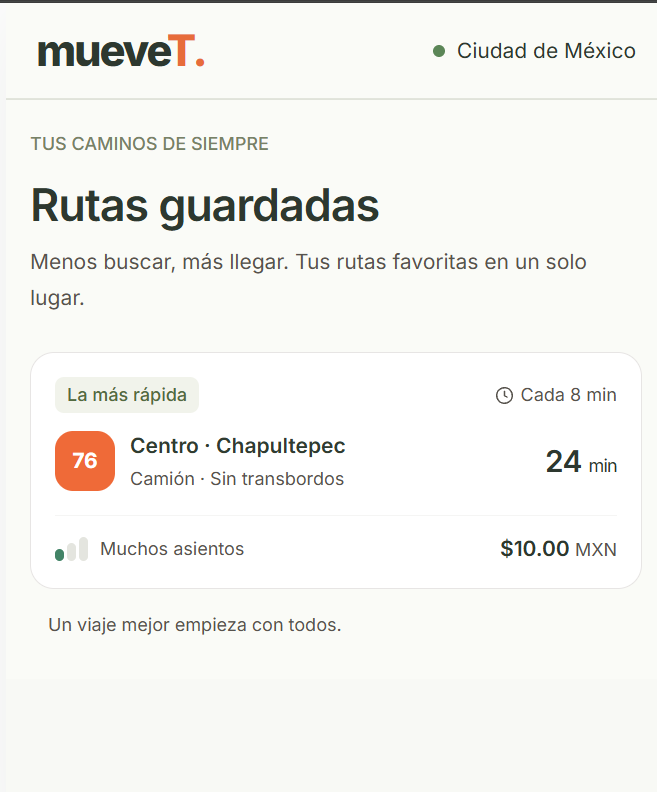 mueveT.
Ciudad de México
TUS CAMINOS DE SIEMPRE
Rutas guardadas
Menos buscar, más llegar. Tus rutas favoritas en un solo
lugar.
La más rápida
Cada 8 min
76
Centro · Chapultepec
Camión · Sin transbordos
24 min
Muchos asientos
$10.00 MXN
Un viaje mejor empieza con todos.